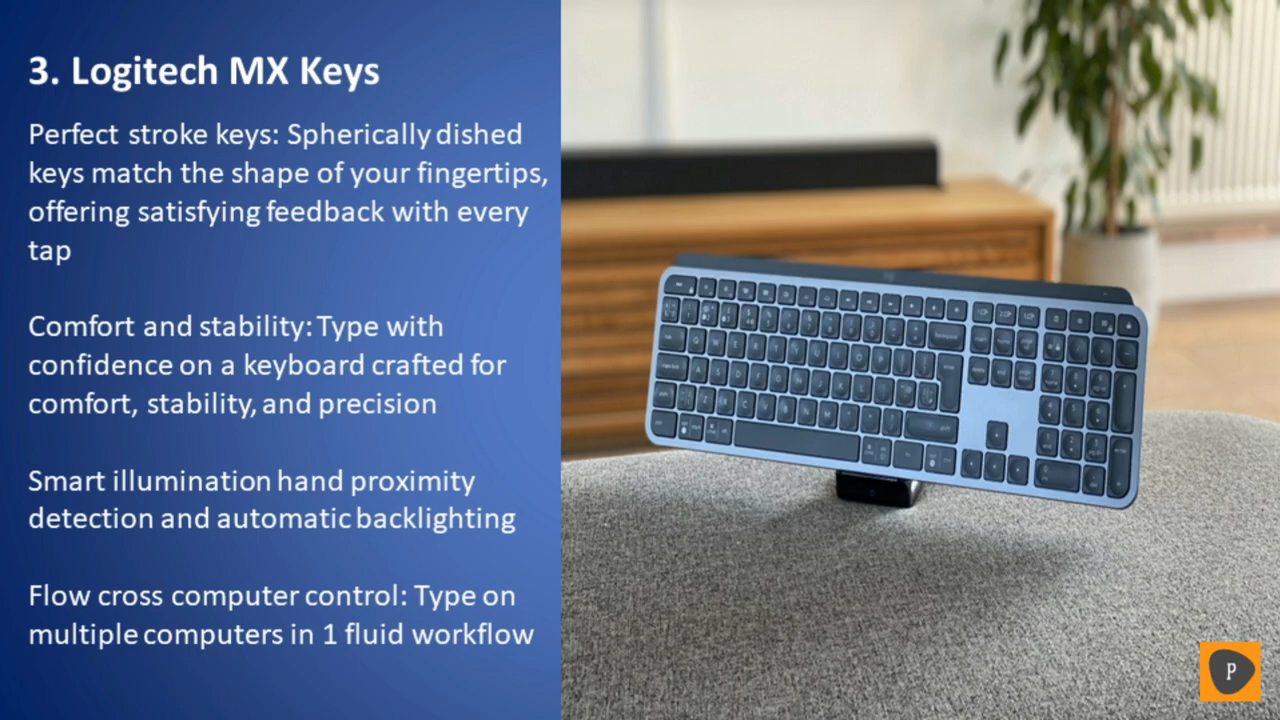 3. Logitech MX Keys
Perfect stroke keys: Spherically dished
keys match the shape of your fingertips,
offering satisfying feedback with every
tap
Comfort and stability: Type with
confidence on a keyboard crafted for
comfort, stability, and precision
Smart illumination hand proximity
detection and automatic backlighting
Flow cross computer control: Type on
multiple computers in 1 fluid workflow
P